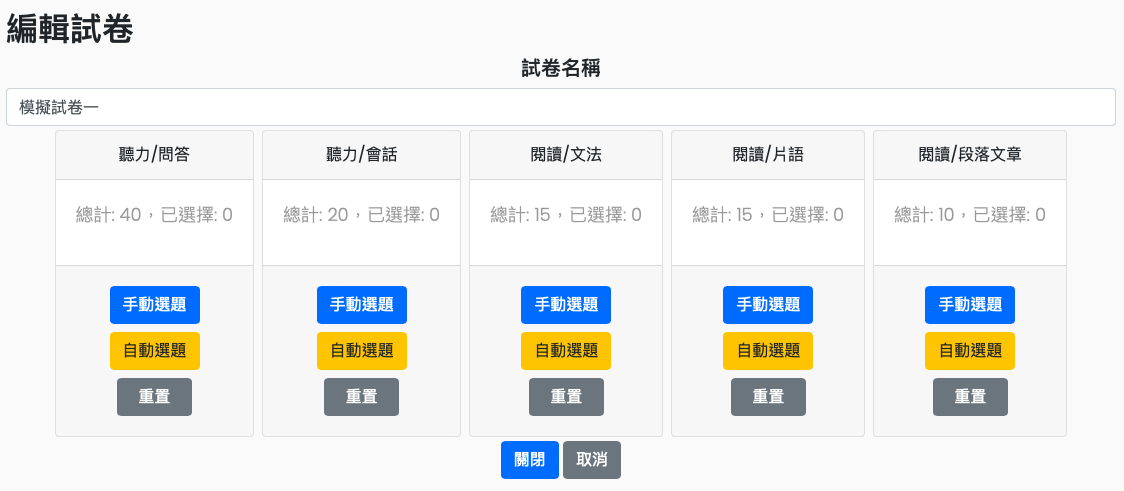 編輯試卷
試卷名稱
模擬試卷一
聽力/問答
總計: 40，已選擇: 0
手動選題
自動選題
重置
聽力/會話
總計: 20，已選擇: 0
手動選題
自動選題
重置
閱讀/文法
總計: 15，已選擇: 0
手動選題
自動選題
重置
閱讀/片語
總計: 15，已選擇: 0
手動選題
自動選題
重置
閱讀/段落文章
總計: 10，已選擇: 0
手動選題
自動選題
重置
關閉 取消